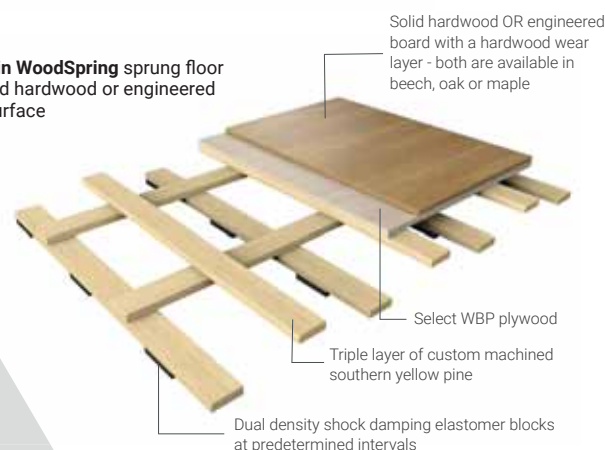 in WoodSpring sprung floor
d hardwood or engineered
urface
Solid hardwood OR engineered
board with a hardwood wear
layer - both are available in
beech, oak or maple
Select WBP plywood
Triple layer of custom machined
southern yellow pine
Dual density shock damping elastomer blocks
at predetermined intervals